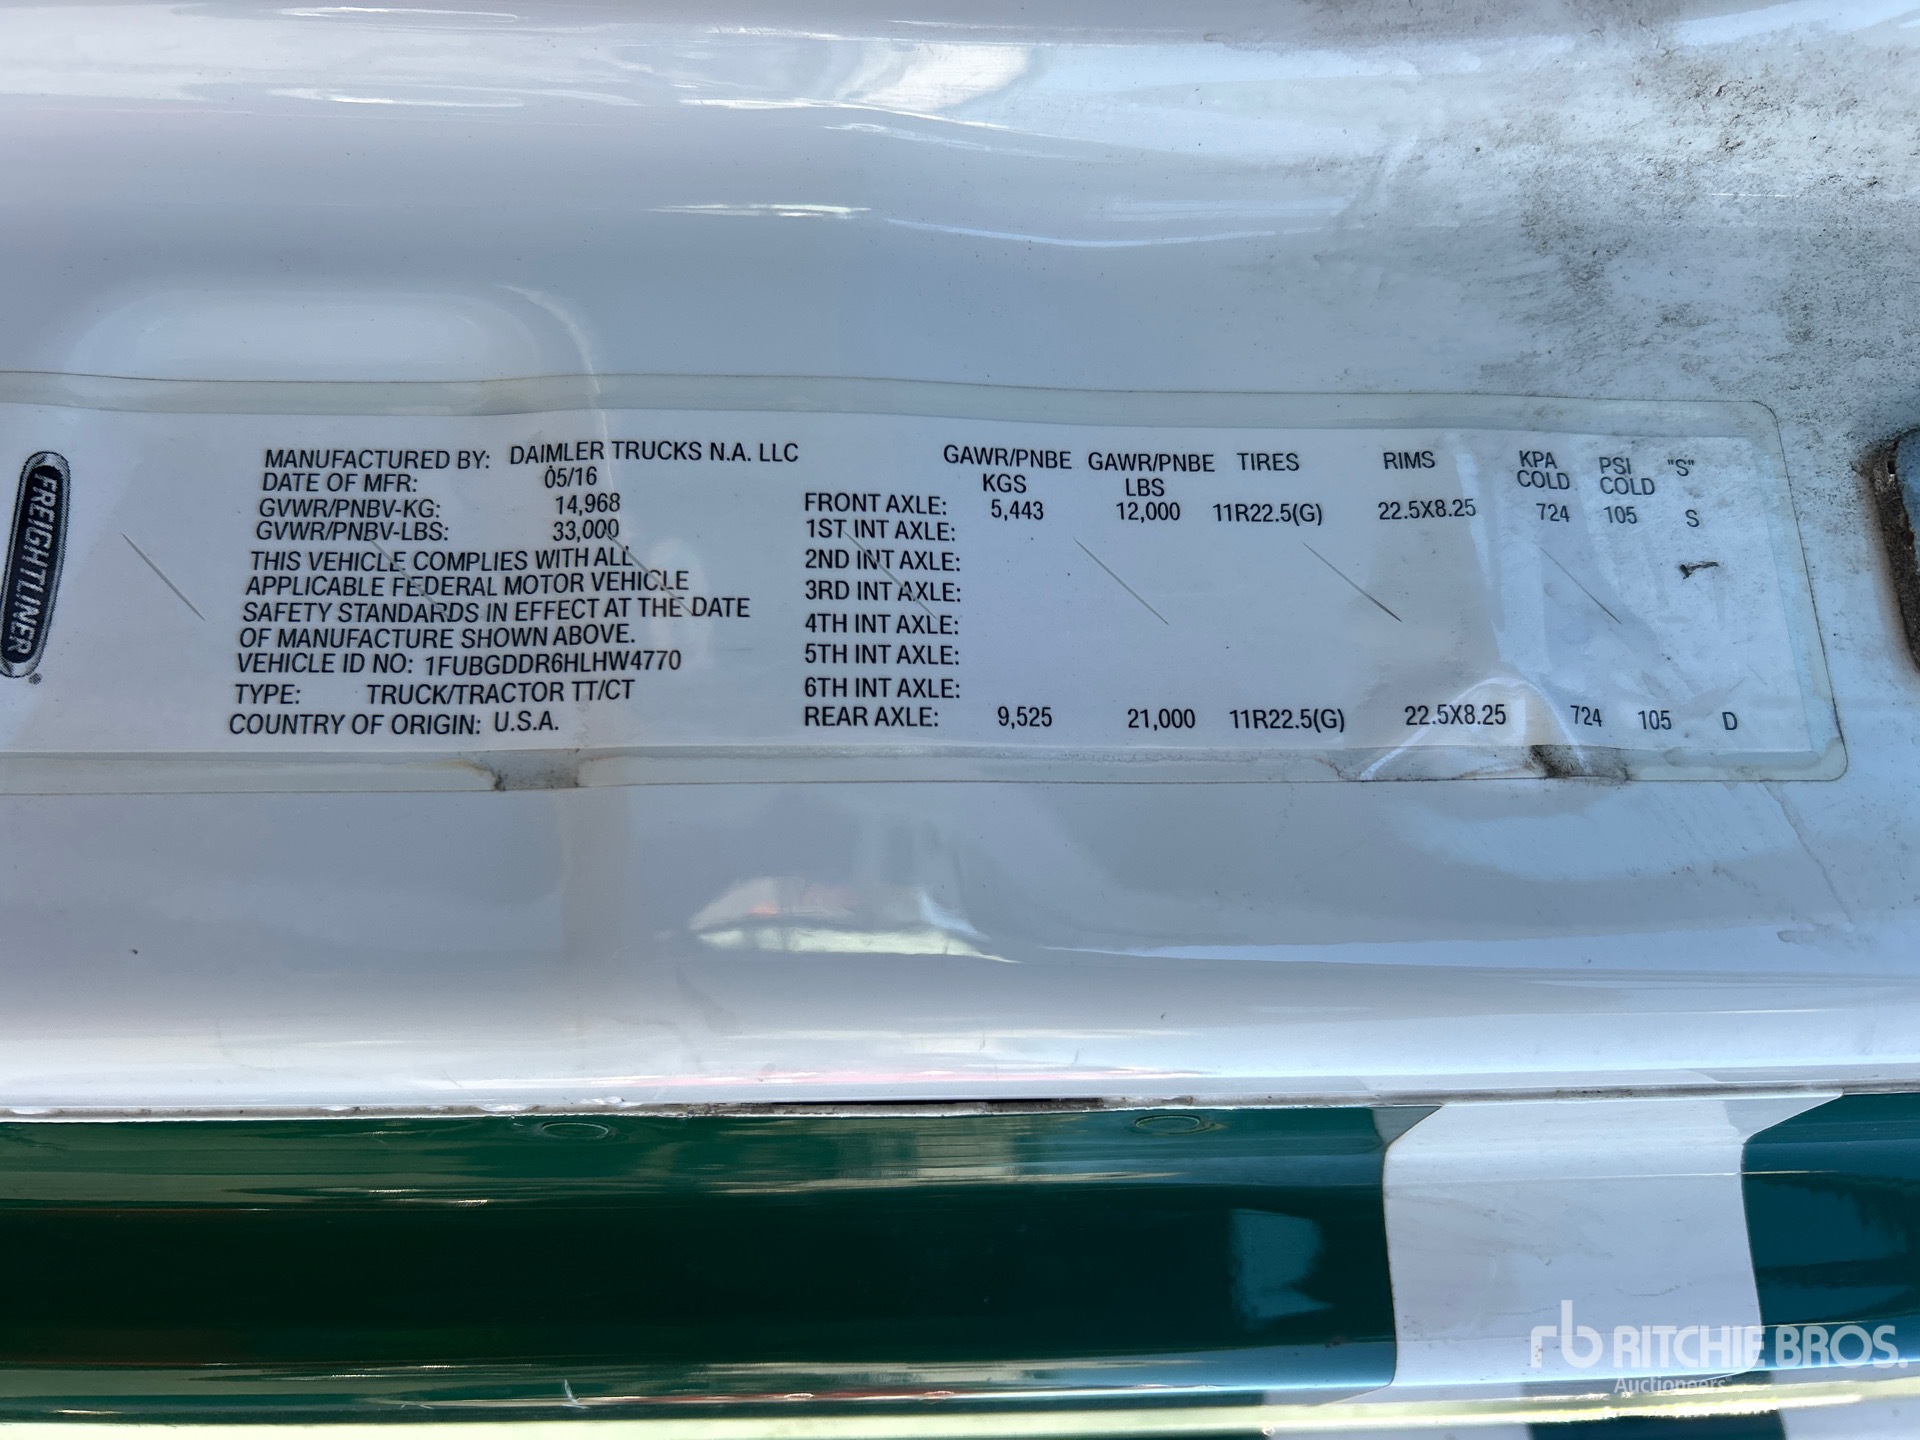 FREIGHTLINER®
MANUFACTURED BY: DAIMLER TRUCKS N.A. LLC
DATE OF MFR: 05/16
GVWR/PNBV-KG: 14,968
GVWR/PNBV-LBS: 33,000
THIS VEHICLE COMPLIES WITH ALL
APPLICABLE FEDERAL MOTOR VEHICLE
SAFETY STANDARDS IN EFFECT AT THE DATE
OF MANUFACTURE SHOWN ABOVE.
VEHICLE ID NO: 1FUBGDDR6HLHW4770
TYPE: TRUCK/TRACTOR TT/CT
COUNTRY OF ORIGIN: U.S.A.
GAWR/PNBE KGS GAWR/PNBE LBS TIRES RIMS KPA COLD PSI COLD "S"
FRONT AXLE: 5,443 12,000 11R22.5(G) 22.5X8.25 724 105 S
1ST INT AXLE:
2ND INT AXLE:
3RD INT AXLE:
4TH INT AXLE:
5TH INT AXLE:
6TH INT AXLE:
REAR AXLE: 9,525 21,000 11R22.5(G) 22.5X8.25 724 105 D
rb RITCHIE BROS.
Auctioneers